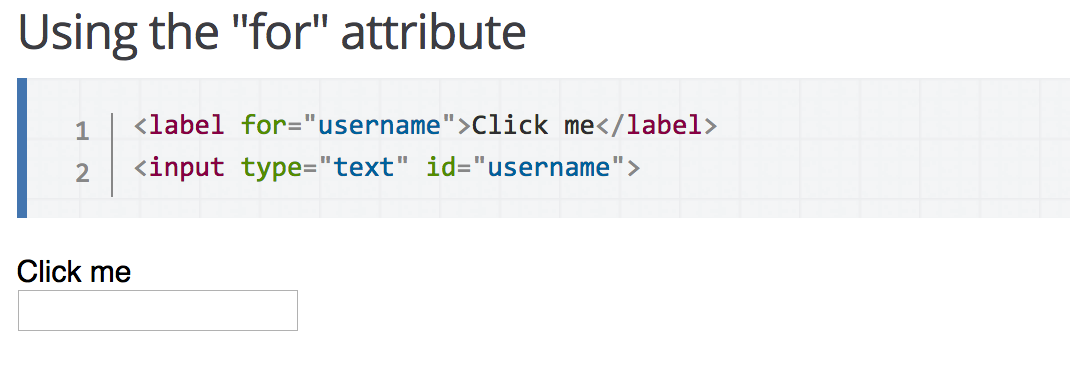 Using the "for" attribute
1 <label for="username">Click me</label>
2 <input type="text" id="username">
Click me